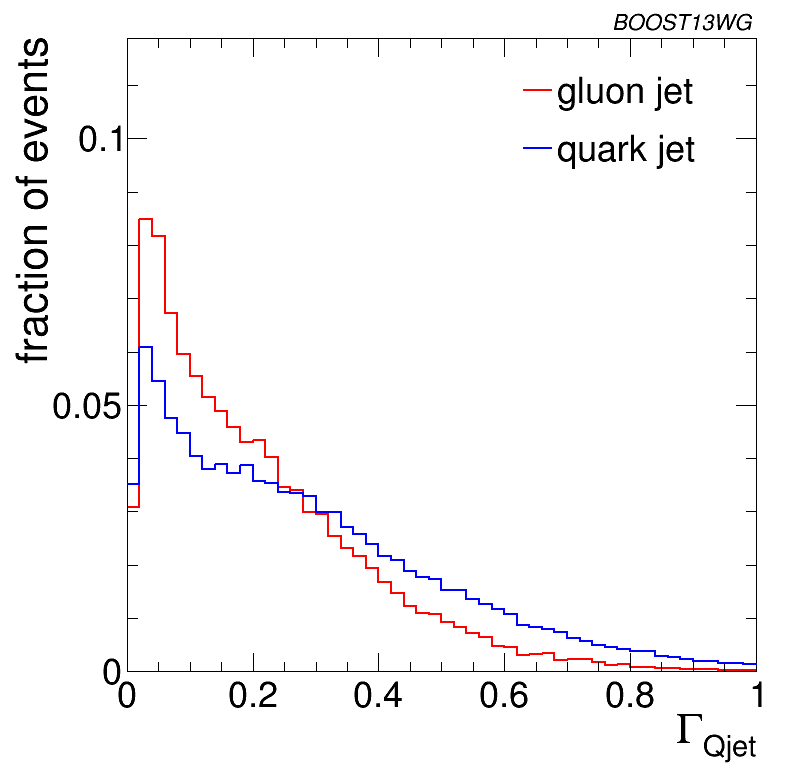 BOOST13WG
fraction of events
gluon jet
quark jet
0.1
0.05
0
0 0.2 0.4 0.6 0.8 1
Γ_Qjet